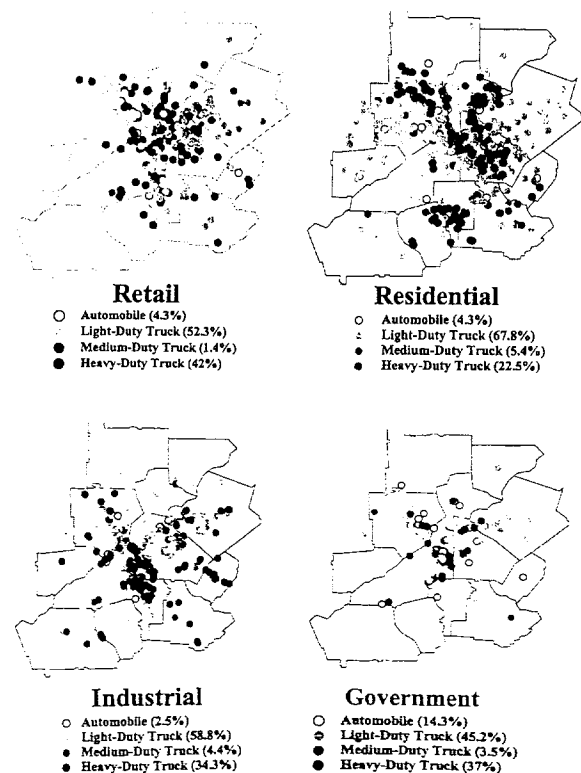 Retail
Automobile (4.3%)
Light-Duty Truck (52.3%)
Medium-Duty Truck (1.4%)
Heavy-Duty Truck (42%)
Residential
Automobile (4.3%)
Light-Duty Truck (67.8%)
Medium-Duty Truck (5.4%)
Heavy-Duty Truck (22.5%)
Industrial
Automobile (2.5%)
Light-Duty Truck (58.8%)
Medium-Duty Truck (4.4%)
Heavy-Duty Truck (34.3%)
Government
Automobile (14.3%)
Light-Duty Truck (45.2%)
Medium-Duty Truck (3.5%)
Heavy-Duty Truck (37%)